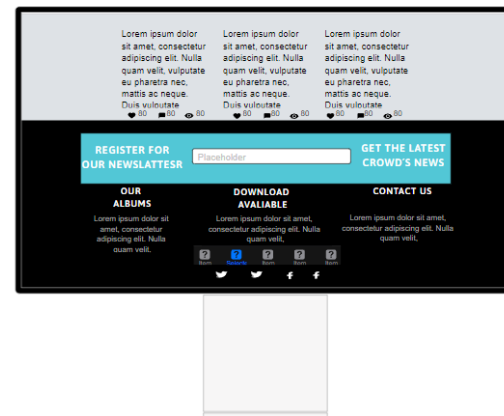 Lorem ipsum dolor
sit amet, consectetur
adipiscing elit. Nulla
quam velit, vulputate
eu pharetra nec,
mattis ac neque.
Duis vulputate
80 80 80
Lorem ipsum dolor
sit amet, consectetur
adipiscing elit. Nulla
quam velit, vulputate
eu pharetra nec,
mattis ac neque.
Duis vulputate
80 80 80
Lorem ipsum dolor
sit amet, consectetur
adipiscing elit. Nulla
quam velit, vulputate
eu pharetra nec,
mattis ac neque.
Duis vulputate
80 80 80
REGISTER FOR
OUR NEWSLATTESR
Placeholder
GET THE LATEST
CROWD'S NEWS
OUR
ALBUMS
Lorem ipsum dolor sit
amet, consectetur
adipiscing elit. Nulla
quam velit,
DOWNLOAD
AVALIABLE
Lorem ipsum dolor sit amet,
consectetur adipiscing elit. Nulla
quam velit,
CONTACT US
Lorem ipsum dolor sit amet,
consectetur adipiscing elit. Nulla
quam velit,
Item Item Item Item